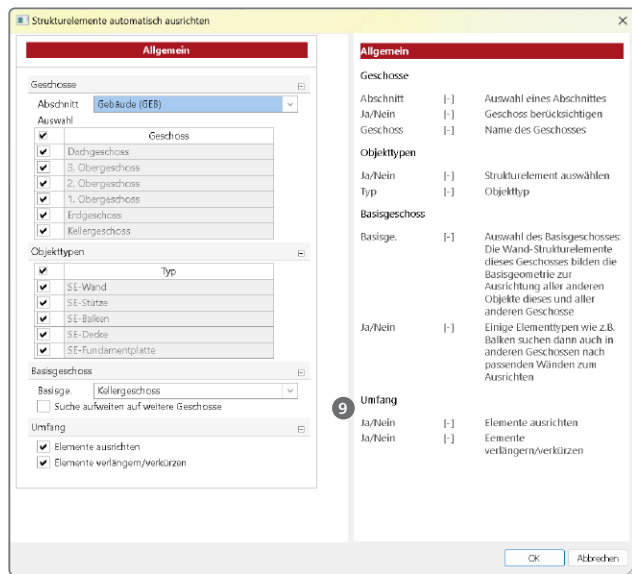 Strukturelemente automatisch ausrichten
Allgemein
Geschosse
Abschnitt Gebäude (GEB)
Auswahl
Geschoss
Dachgeschoss
3. Obergeschoss
2. Obergeschoss
1. Obergeschoss
Erdgeschoss
Kellergeschoss
Objekttypen
Typ
SE-Wand
SE-Stütze
SE-Balken
SE-Decke
SE-Fundamentplatte
Basisgeschoss
Basisge. Kellergeschoss
Suche aufweiten auf weitere Geschosse
Umfang
Elemente ausrichten
Elemente verlängern/verkürzen
9
Allgemein
Geschosse
Abschnitt [-] Auswahl eines Abschnittes
Ja/Nein [-] Geschoss berücksichtigen
Geschoss [-] Name des Geschosses
Objekttypen
Ja/Nein [-] Strukturelement auswählen
Typ [-] Objekttyp
Basisgeschoss
Basisge. [-] Auswahl des Basisgeschosses:
Die Wand-Strukturelemente
dieses Geschosses bilden die
Basisgeometrie zur
Ausrichtung aller anderen
Objekte dieses und aller
anderen Geschosse
Ja/Nein [-] Einige Elementtypen wie z.B.
Balken suchen dann auch in
anderen Geschossen nach
passenden Wänden zum
Ausrichten
Umfang
Ja/Nein [-] Elemente ausrichten
Ja/Nein [-] Eemente
verlängern/verkürzen
OK Abbrechen